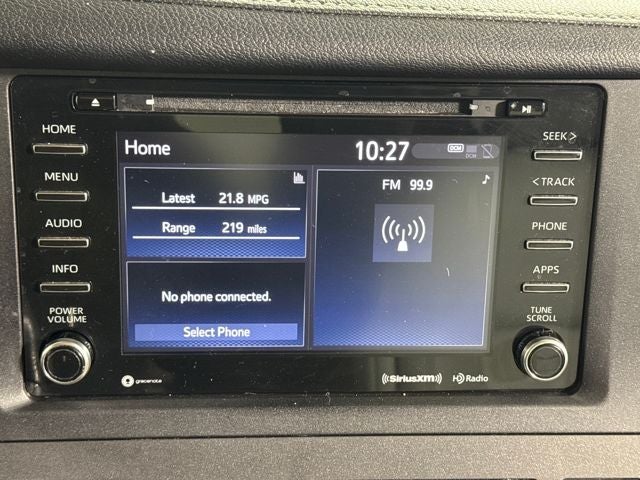 HOME
MENU
AUDIO
INFO
POWER
VOLUME
Home
10:27
DCM
DCM
Latest 21.8 MPG
Range 219 miles
No phone connected.
Select Phone
FM 99.9
SEEK >
< TRACK
PHONE
APPS
TUNE
SCROLL
gracenote
((SiriusXM))
HD Radio